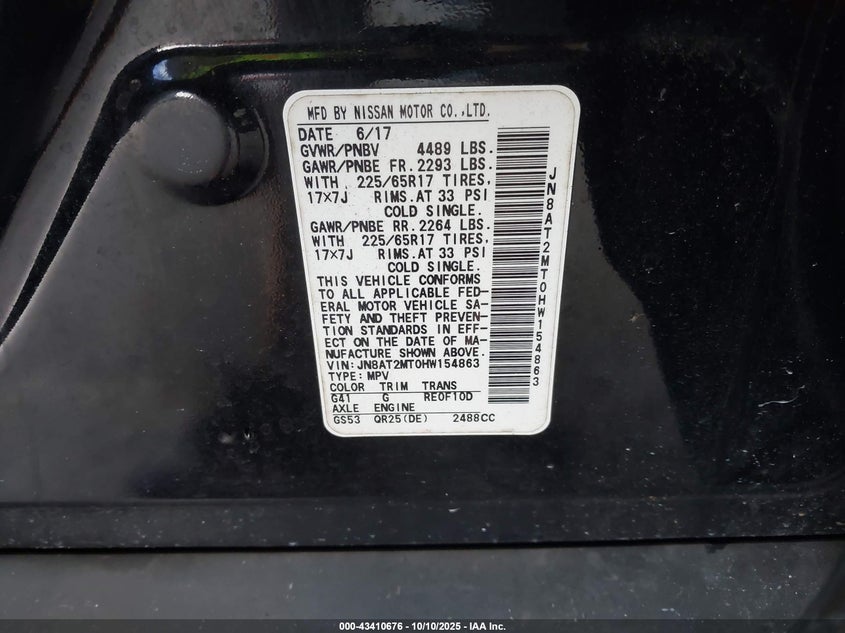 MFD BY NISSAN MOTOR CO.,LTD.
DATE 6/17
GVWR/PNBV 4489 LBS.
GAWR/PNBE FR. 2293 LBS.
WITH 225/65R17 TIRES,
17×7J RIMS.AT 33 PSI
COLD SINGLE.
GAWR/PNBE RR. 2264 LBS.
WITH 225/65R17 TIRES,
17×7J RIMS.AT 33 PSI
COLD SINGLE.
THIS VEHICLE CONFORMS
TO ALL APPLICABLE FED-
ERAL MOTOR VEHICLE SA-
FETY AND THEFT PREVEN-
TION STANDARDS IN EFF-
ECT ON THE DATE OF MA-
NUFACTURE SHOWN ABOVE.
VIN: JN8AT2MT0HW154863
TYPE: MPV
COLOR TRIM TRANS
G41 G RE0F10D
AXLE ENGINE
GS53 QR25(DE) 2488CC
JN8AT2MT0HW154863
000-43410676 - 10/10/2025 - IAA Inc.